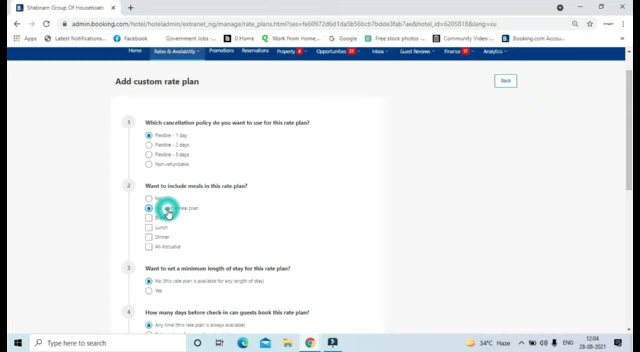 Shabnam Group Of Houseboats
admin.booking.com/hotel/hoteladmin/extranet_ng/manage/rate_plans.html?ses=fe60972d6d1da5b56cb7bdde3fab7ae&hotel_id=6205818&lang=xu
Apps Latest Notifications... Facebook Government Jobs.... D Home Work From Home,... Google Free stock photos... Community Video -... Booking.com Accou...
Home Rates & Availability Promotions Reservations Property Opportunities Inbox Guest Reviews Finance Analytics
Add custom rate plan
Back
1 Which cancellation policy do you want to use for this rate plan?
Flexible - 1 day
Flexible - 2 days
Flexible - 5 days
Non-refundable
2 Want to include meals in this rate plan?
meal plan
Lunch
Dinner
All-inclusive
3 Want to set a minimum length of stay for this rate plan?
No (this rate plan is available for any length of stay)
Yes
4 How many days before check-in can guests book this rate plan?
Any time (this rate plan is always available)
Type here to search
34°C Haze
ENG
12:04
28-08-2021